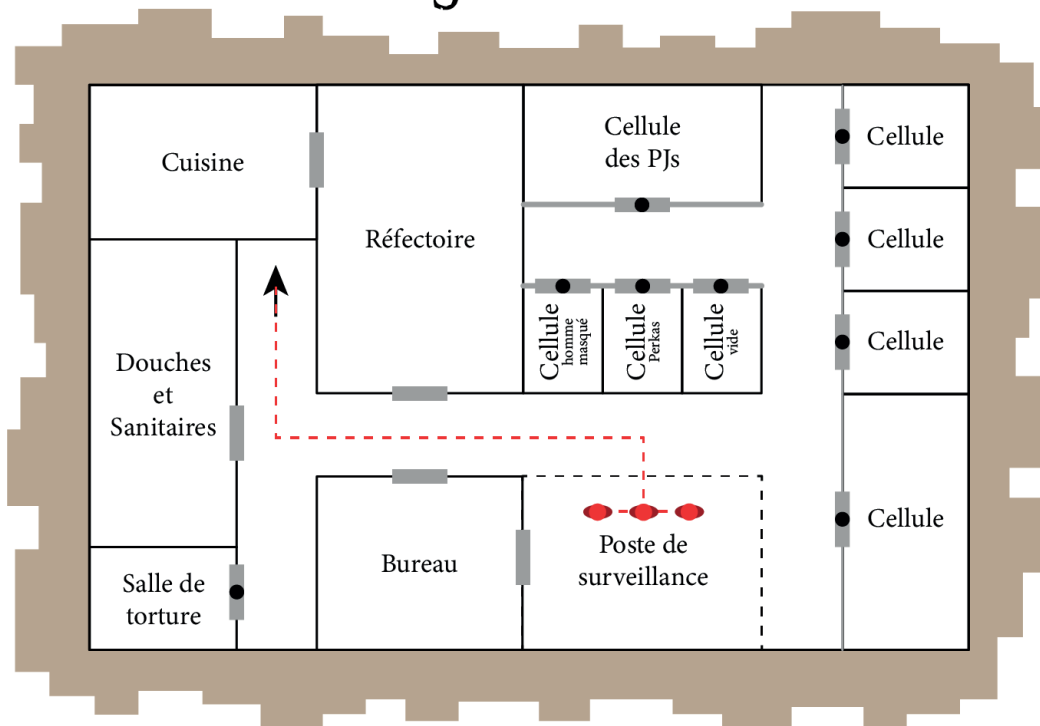 Cuisine
Réfectoire
Cellule
des PJs
Cellule
Cellule
Cellule
Cellule
homme
masqué
Cellule
Perkas
Cellule
vide
Douches
et
Sanitaires
Salle de
torture
Bureau
Poste de
surveillance
Cellule